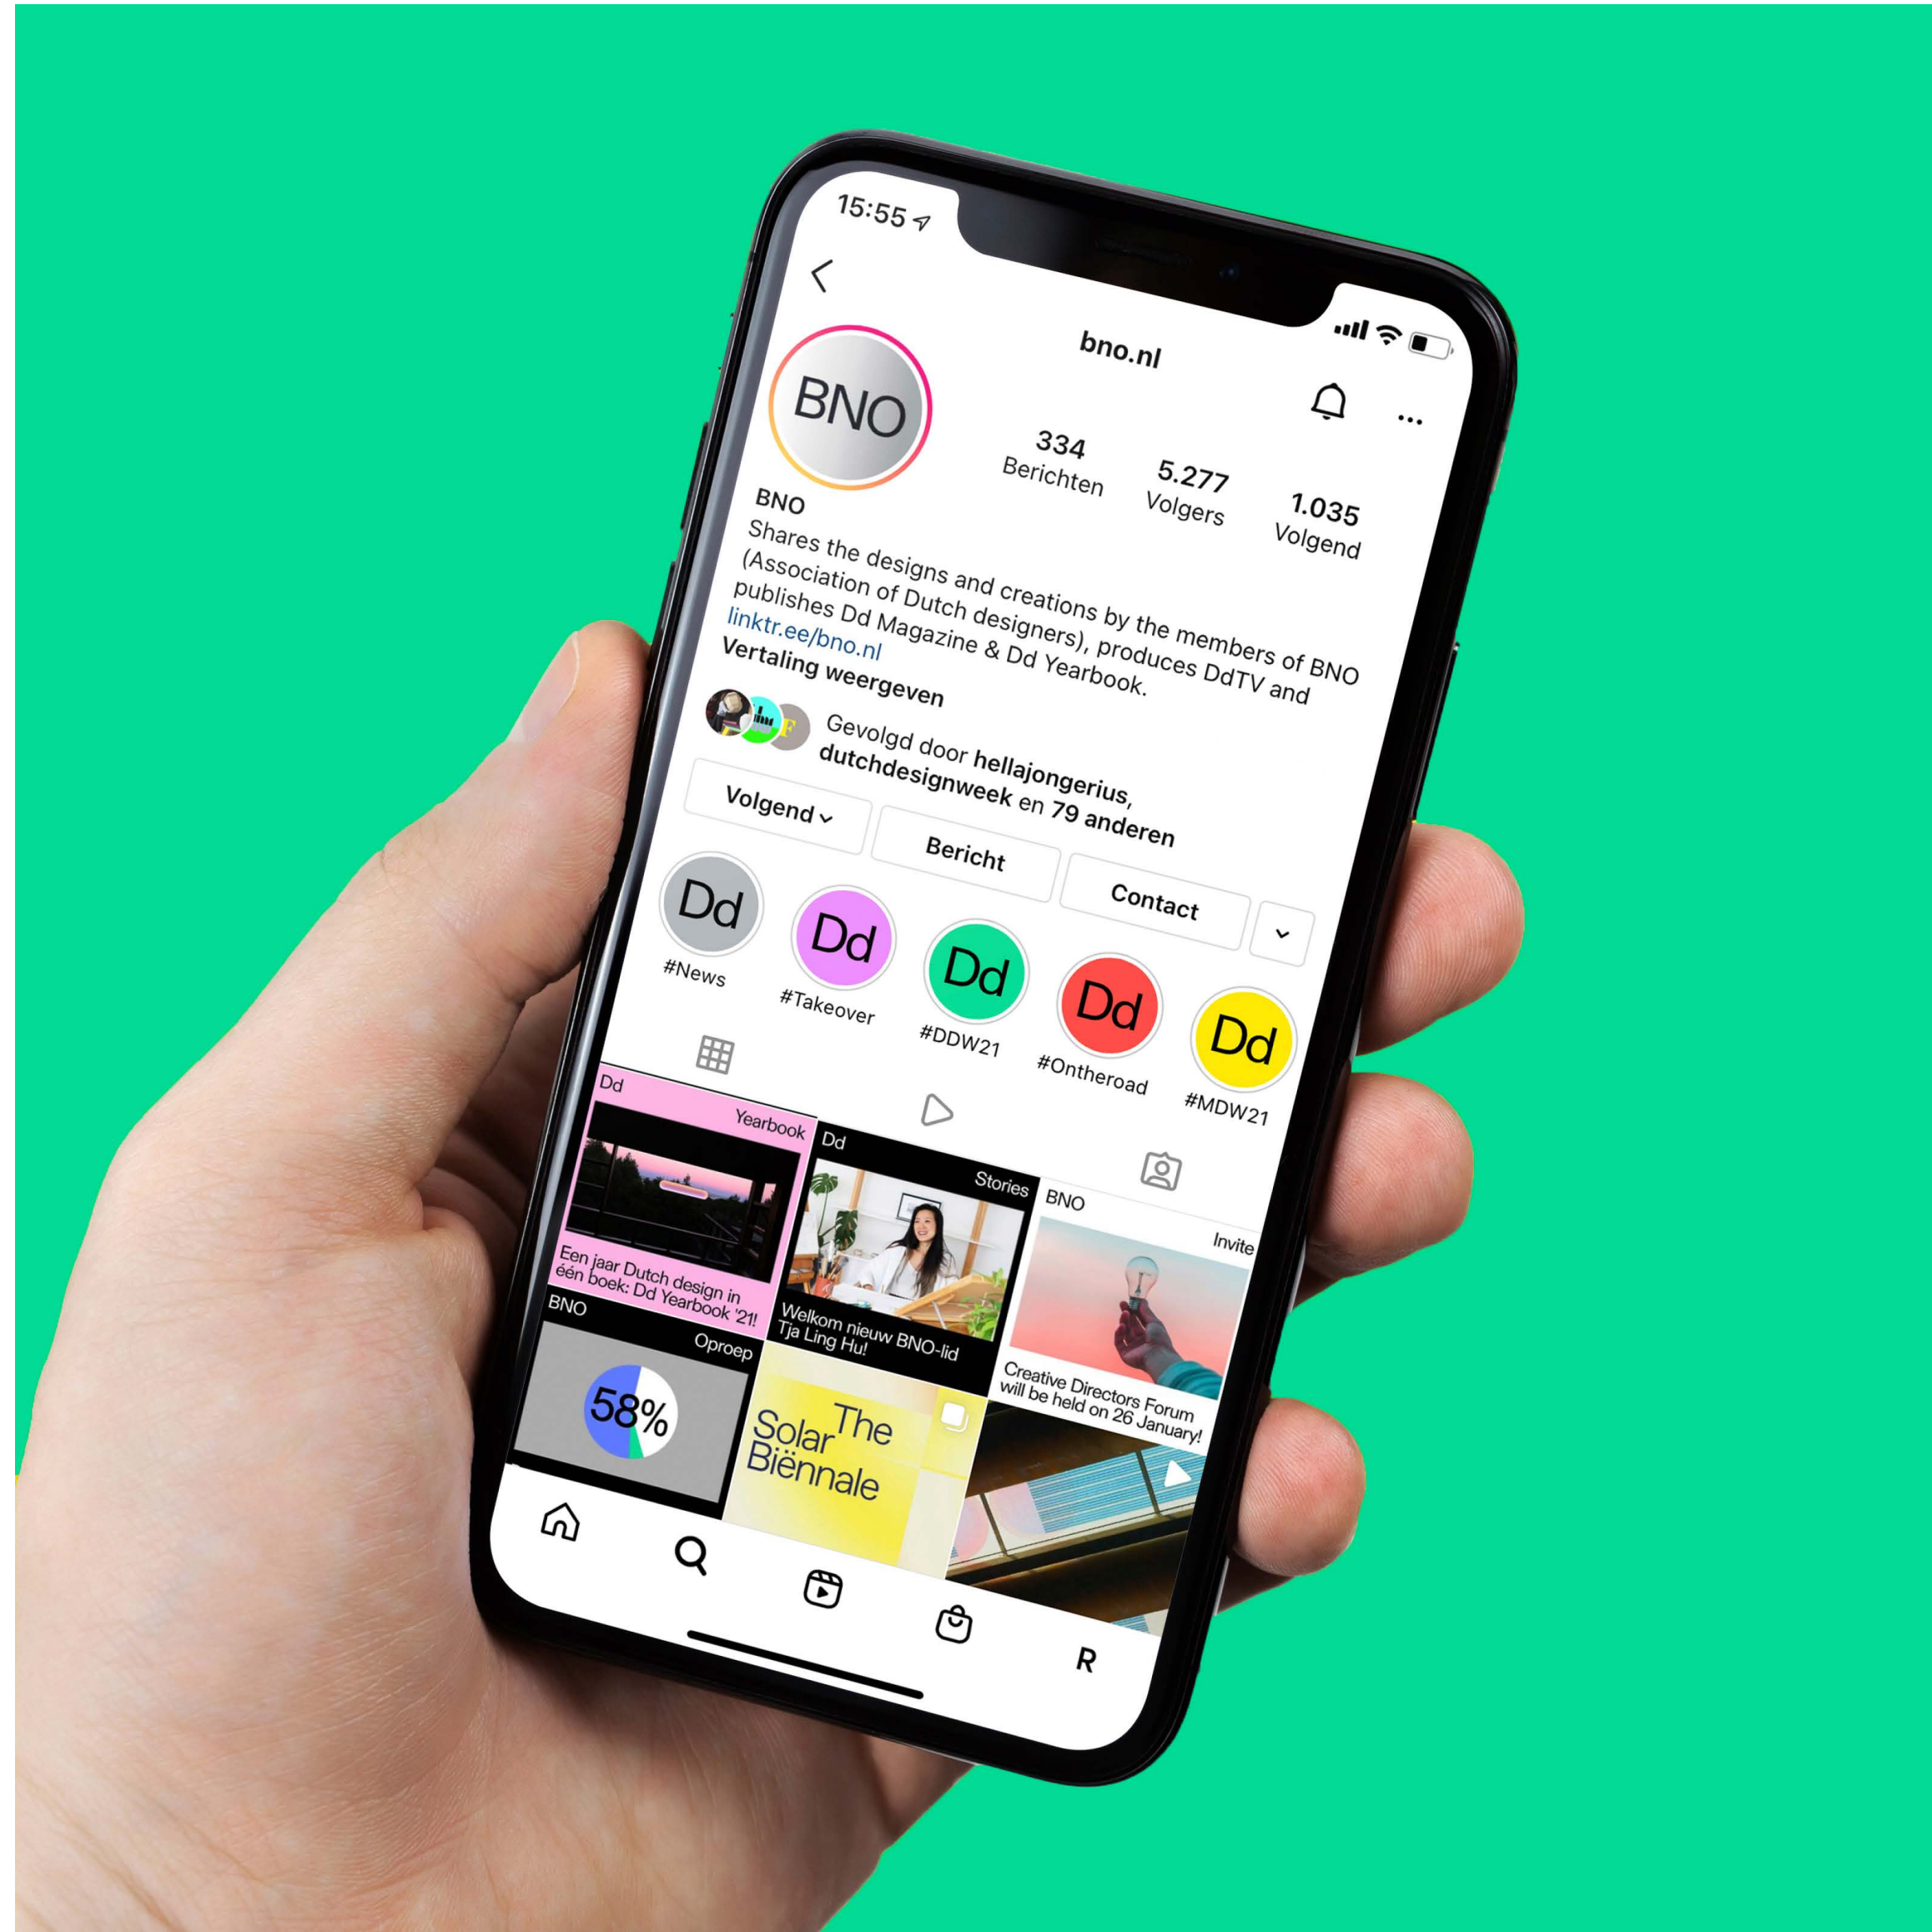 15:55
bno.nl
BNO
334
Berichten
5.277
Volgers
1.035
Volgend
BNO
Shares the designs and creations by the members of BNO
(Association of Dutch designers), produces DdTV and
publishes Dd Magazine & Dd Yearbook.
linktr.ee/bno.nl
Vertaling weergeven
F
Gevolgd door hellajongerius,
dutchdesignweek en 79 anderen
Volgend
Bericht
Contact
Dd
#News
Dd
#Takeover
Dd
#DDW21
Dd
#Ontheroad
Dd
#MDW21
Dd
Yearbook
Een jaar Dutch design in
één boek: Dd Yearbook '21!
Dd
Stories
Welkom nieuw BNO-lid
Tja Ling Hu!
BNO
Invite
Creative Directors Forum
will be held on 26 January!
BNO
Oproep
58%
The
Solar
Biënnale
R